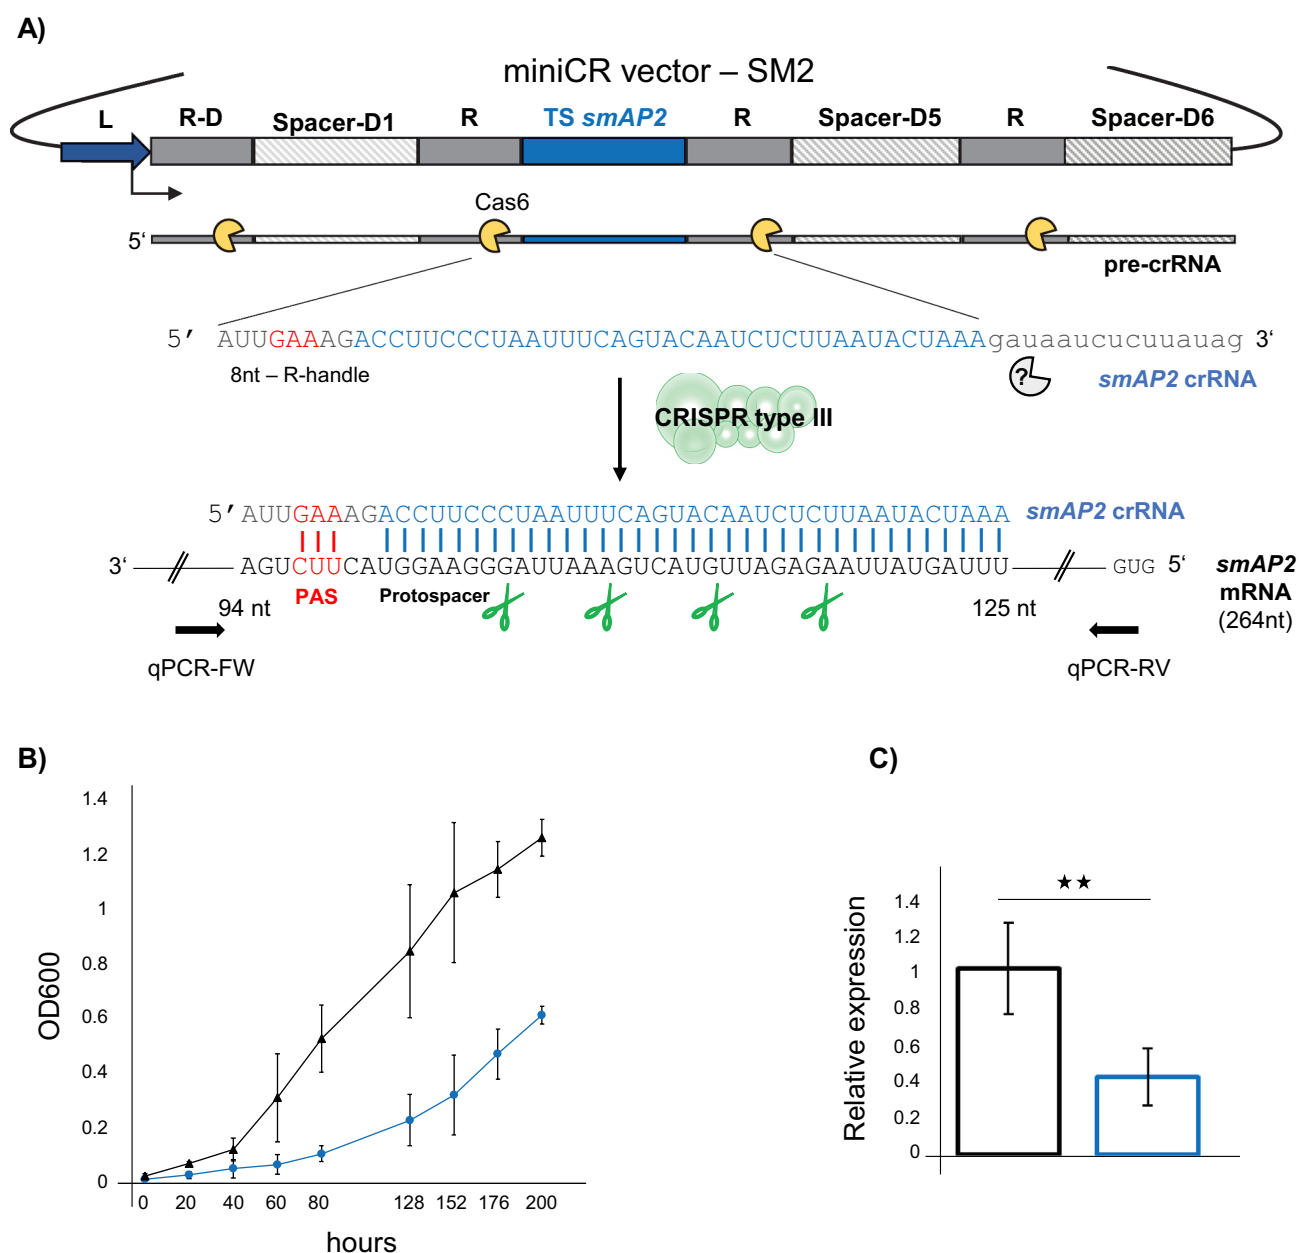 A)
miniCR vector – SM2
L R-D Spacer-D1 R TS smAP2 R Spacer-D5 R Spacer-D6
Cas6
5‘
pre-crRNA
5′ AUUGAAAGACCUUCCCUAAUUUCAGUACAAUCUCUUAAUACUAAAgauaaucucuuauag 3‘
8nt – R-handle
?
smAP2 crRNA
CRISPR type III
5′ AUUGAAAGACCUUCCCUAAUUUCAGUACAAUCUCUUAAUACUAAA smAP2 crRNA
3‘ AGUCUUCAUGGAAGGGAUUAAAGUCAUGUUAGAGAAUUAUGAUUU GUG 5‘ smAP2
mRNA
(264nt)
PAS Protospacer
94 nt 125 nt
qPCR-FW qPCR-RV
B)
1.4
1.2
1
0.8
0.6
0.4
0.2
0
OD600
0 20 40 60 80 128 152 176 200
hours
C)
★★
1.4
1.2
1
0.8
0.6
0.4
0.2
0
Relative expression